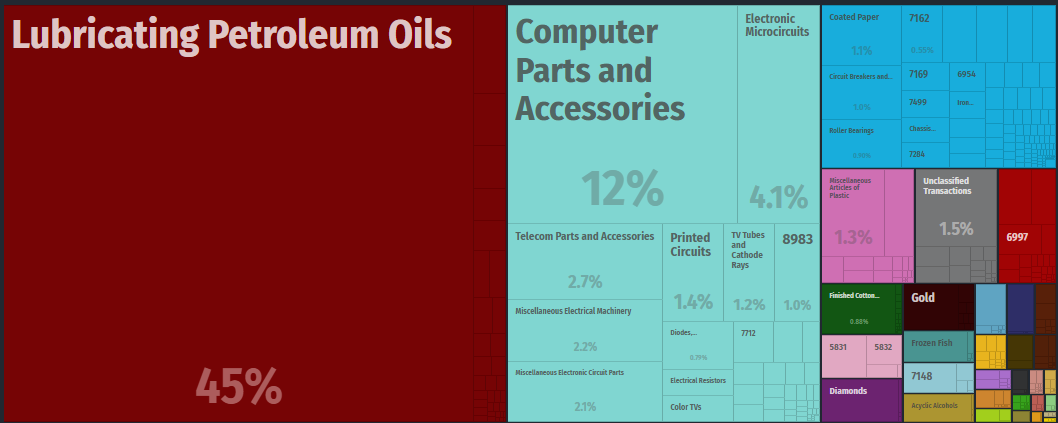 Lubricating Petroleum Oils
45%
Computer
Parts and
Accessories
12%
Electronic
Microcircuits
4.1%
Telecom Parts and Accessories
2.7%
Miscellaneous Electrical Machinery
2.2%
Miscellaneous Electronic Circuit Parts
2.1%
Printed
Circuits
1.4%
TV Tubes
and
Cathode
Rays
1.2%
8983
1.0%
Diodes,...
0.79%
7712
Electrical Resistors
Color TVs
Coated Paper
1.1%
7162
0.55%
Circuit Breakers and...
1.0%
7169
6954
7499
Iron...
Roller Bearings
0.90%
Chassis...
7284
Miscellaneous
Articles of
Plastic
1.3%
Unclassified
Transactions
1.5%
6997
Finished Cotton...
0.88%
Gold
5831
5832
Frozen Fish
7148
Diamonds
Acyclic Alcohols